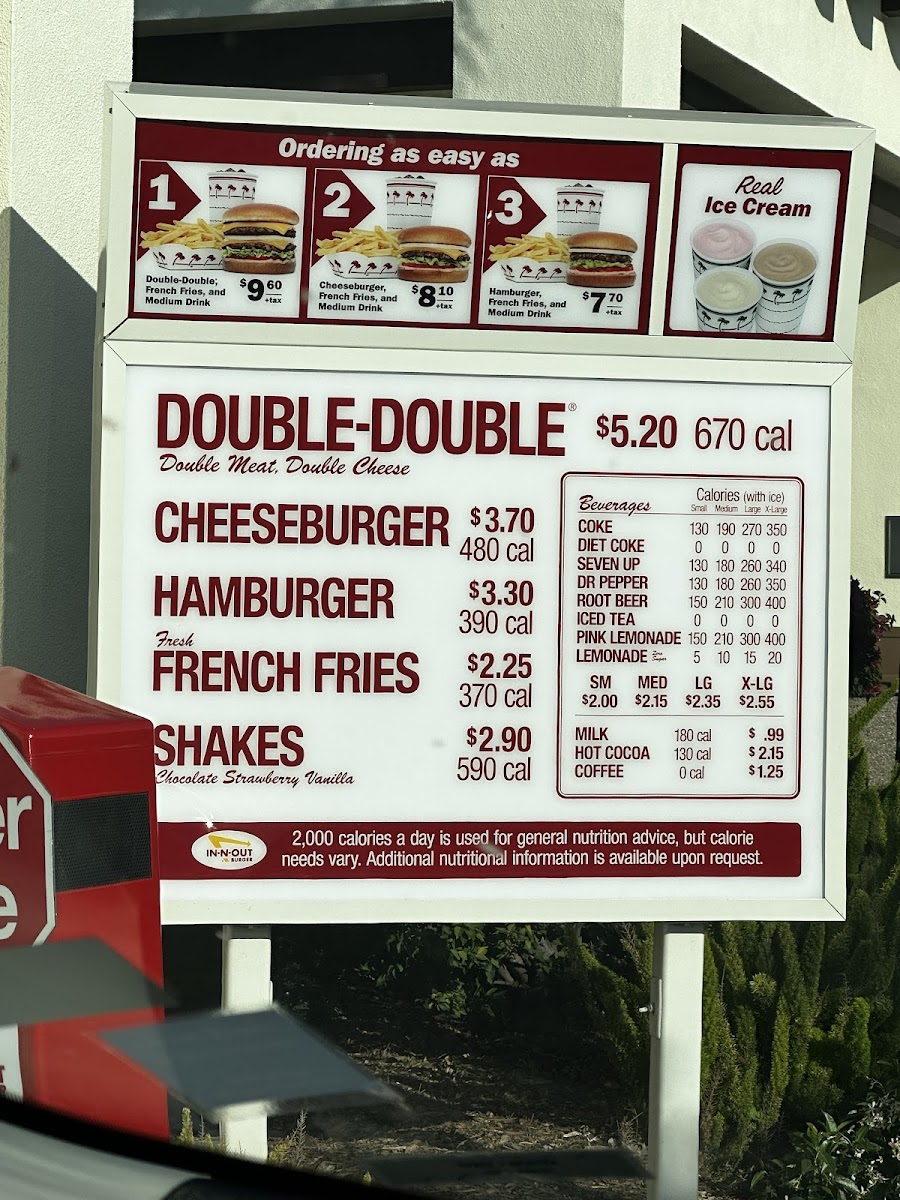 Ordering as easy as
1
Double-Double,
French Fries, and
Medium Drink
$9 60
+tax
2
Cheeseburger,
French Fries, and
Medium Drink
$8 10
+tax
3
Hamburger,
French Fries, and
Medium Drink
$7 70
+tax
Real
Ice Cream
DOUBLE-DOUBLE® $5.20 670 cal
Double Meat, Double Cheese
CHEESEBURGER $3.70
480 cal
HAMBURGER $3.30
390 cal
Fresh
FRENCH FRIES $2.25
370 cal
SHAKES $2.90
Chocolate Strawberry Vanilla 590 cal
Beverages Calories (with ice)
Small Medium Large X-Large
COKE 130 190 270 350
DIET COKE 0 0 0 0
SEVEN UP 130 180 260 340
DR PEPPER 130 180 260 350
ROOT BEER 150 210 300 400
ICED TEA 0 0 0 0
PINK LEMONADE 150 210 300 400
LEMONADE Zero Sugar 5 10 15 20
SM MED LG X-LG
$2.00 $2.15 $2.35 $2.55
MILK 180 cal $ .99
HOT COCOA 130 cal $2.15
COFFEE 0 cal $1.25
IN-N-OUT
BURGER
2,000 calories a day is used for general nutrition advice, but calorie
needs vary. Additional nutritional information is available upon request.
er
e